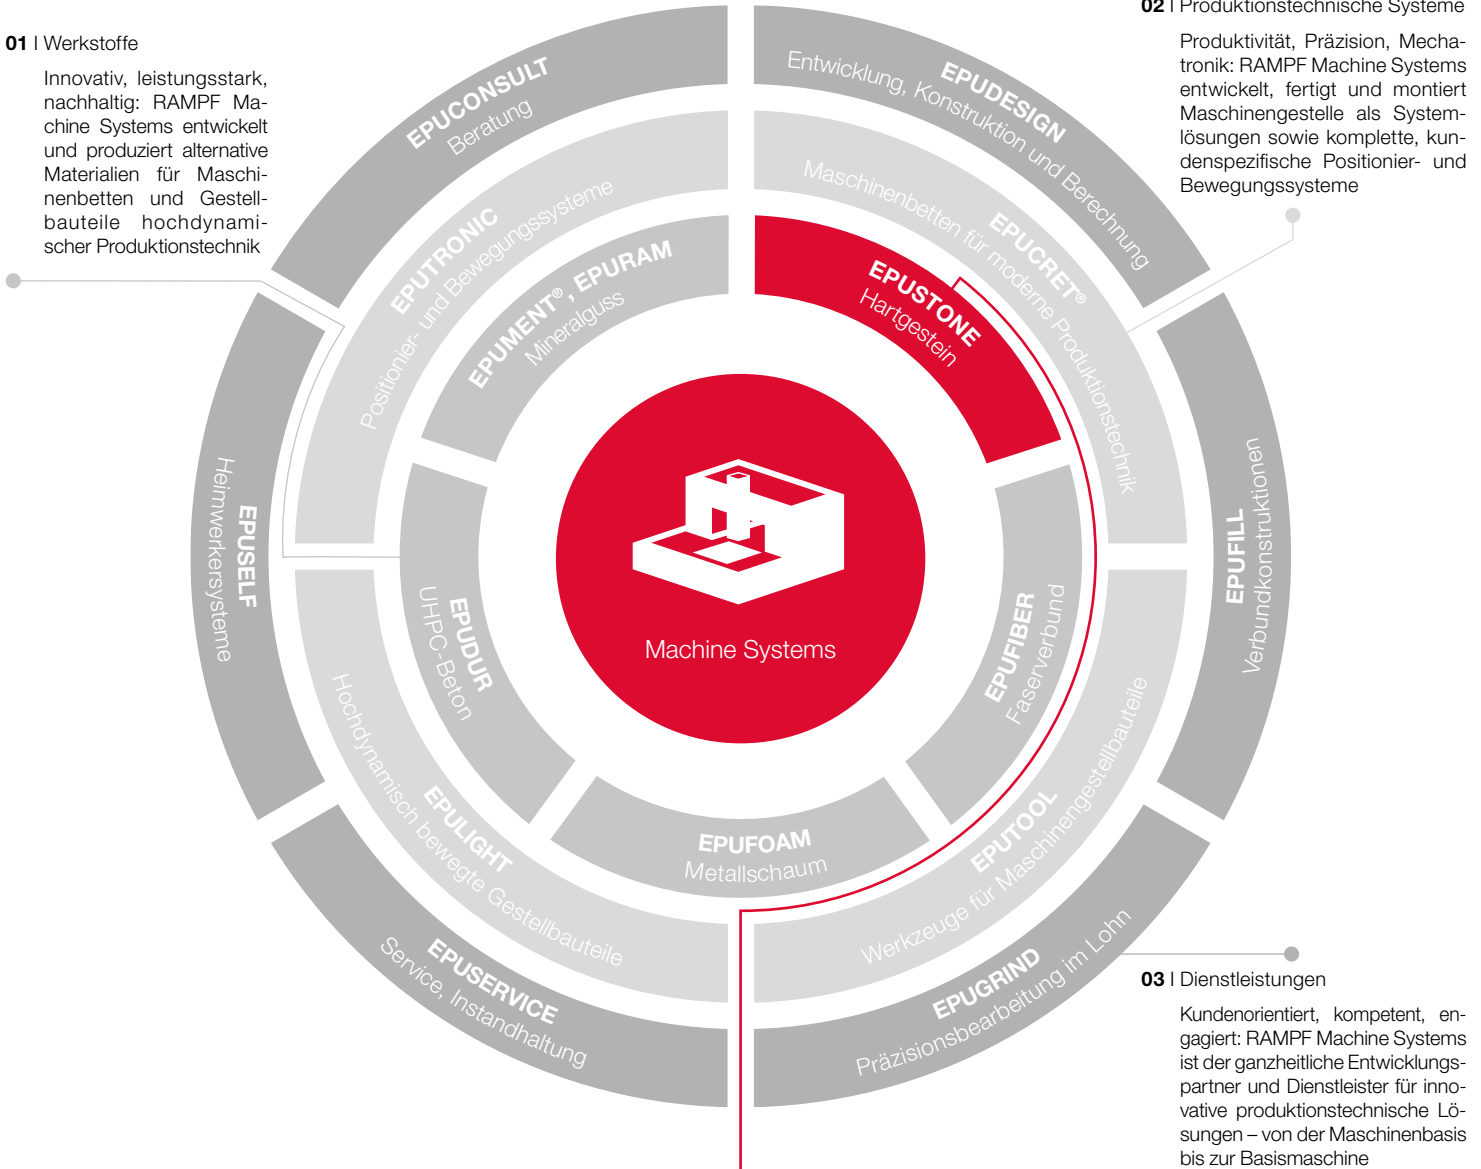 02 I Produktionstechnische Systeme
Produktivität, Präzision, Mecha-
tronik: RAMPF Machine Systems
entwickelt, fertigt und montiert
Maschinengestelle als System-
lösungen sowie komplette, kun-
denspezifische Positionier- und
Bewegungssysteme
01 I Werkstoffe
Innovativ, leistungsstark,
nachhaltig: RAMPF Ma-
chine Systems entwickelt
und produziert alternative
Materialien für Maschi-
nenbetten und Gestell-
bauteile hochdynami-
scher Produktionstechnik
EPUCONSULT
Beratung
EPUDESIGN
Entwicklung, Konstruktion und Berechnung
EPUTRONIC
Positionier- und Bewegungssysteme
EPUCRET®
Maschinenbetten für moderne Produktionstechnik
EPUMENT®, EPURAM
Mineralguss
EPUSTONE
Hartgestein
EPUSELF
Heimwerkersysteme
EPUFILL
Verbundkonstruktionen
EPUDUR
UHPC-Beton
Machine Systems
EPUFIBER
Faserverbund
EPUFOAM
Metallschaum
EPULIGHT
Hochdynamisch bewegte Gestellbauteile
EPUTOOL
Werkzeuge für Maschinengestellbauteile
EPUSERVICE
Service, Instandhaltung
EPUGRIND
Präzisionsbearbeitung im Lohn
03 I Dienstleistungen
Kundenorientiert, kompetent, en-
gagiert: RAMPF Machine Systems
ist der ganzheitliche Entwicklungs-
partner und Dienstleister für inno-
vative produktionstechnische Lö-
sungen – von der Maschinenbasis
bis zur Basismaschine